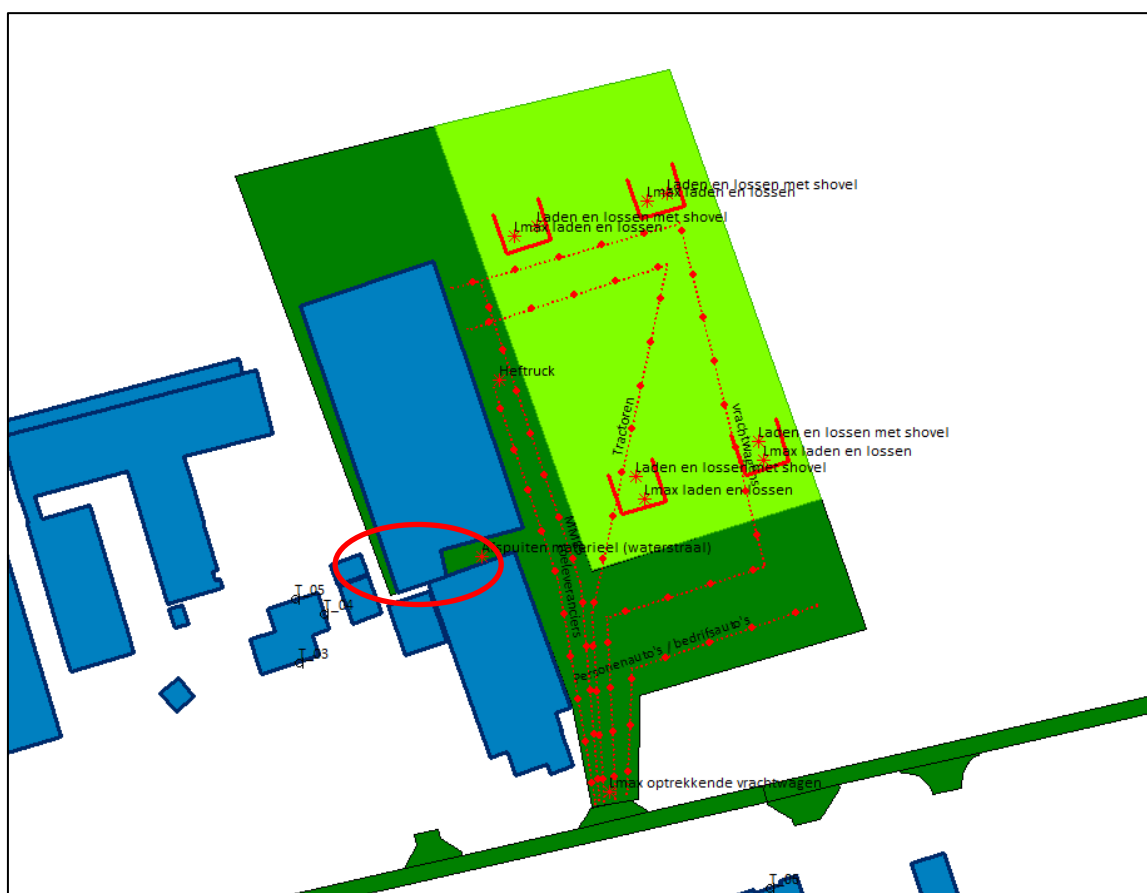 Laden en lossen met shovel
Lmax laden en lossen
Laden en lossen met shovel
Lmax laden en lossen
Heftruck
Tractoren
vrachtwagens
Laden en lossen met shovel
Lmax laden en lossen
Laden en lossen met shovel
Lmax laden en lossen
Afspuiten materieel (waterstraal)
toeleveranciers
T_05
T_04
T_03
Personenauto's / bedrijfsauto's
Lmax optrekkende vrachtwagen